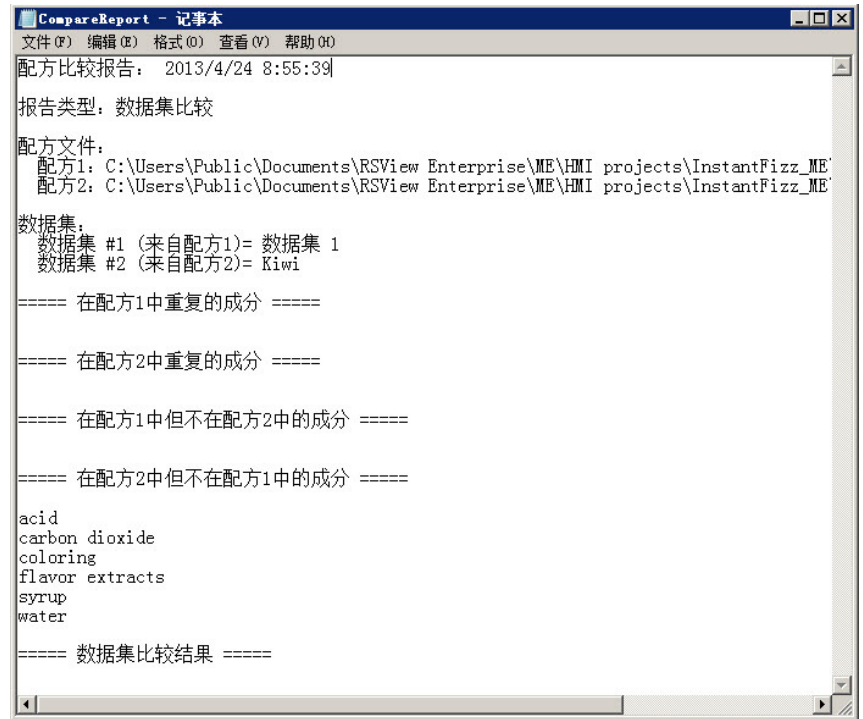 CompareReport - 记事本
文件(F) 编辑(E) 格式(O) 查看(V) 帮助(H)
配方比较报告： 2013/4/24 8:55:39
报告类型：数据集比较
配方文件：
配方1：C:\Users\Public\Documents\RSView Enterprise\ME\HMI projects\InstantFizz_ME
配方2：C:\Users\Public\Documents\RSView Enterprise\ME\HMI projects\InstantFizz_ME
数据集：
数据集 #1 (来自配方1)= 数据集 1
数据集 #2 (来自配方2)= Kiwi
===== 在配方1中重复的成分 =====
===== 在配方2中重复的成分 =====
===== 在配方1中但不在配方2中的成分 =====
===== 在配方2中但不在配方1中的成分 =====
acid
carbon dioxide
coloring
flavor extracts
syrup
water
===== 数据集比较结果 =====